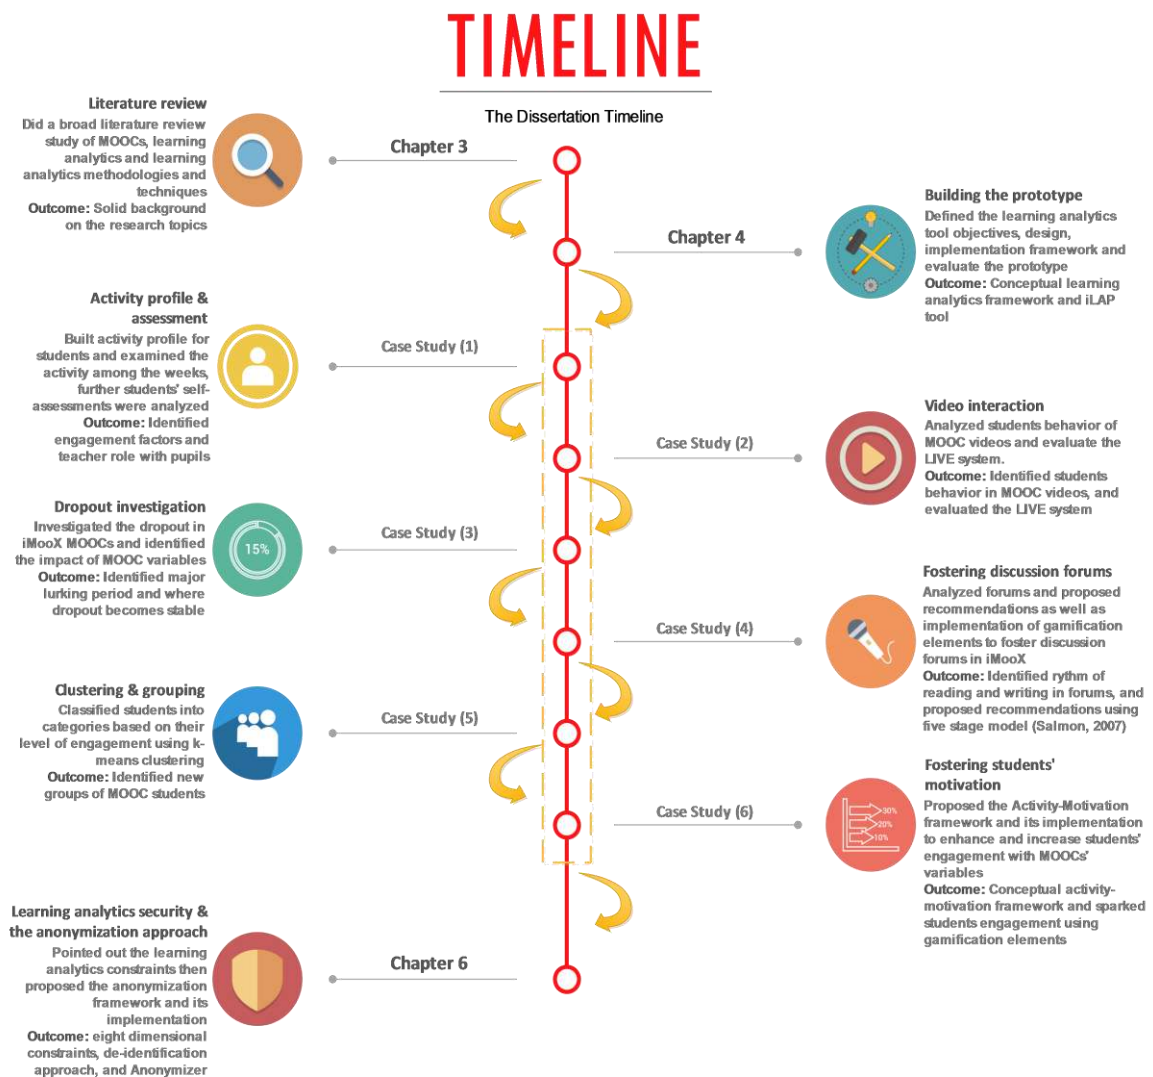 TIMELINE
The Dissertation Timeline
Literature review
Did a broad literature review
study of MOOCs, learning
analytics and learning
analytics methodologies and
techniques
Outcome: Solid background
on the research topics
Chapter 3
Chapter 4
Building the prototype
Defined the learning analytics
tool objectives, design,
implementation framework and
evaluate the prototype
Outcome: Conceptual learning
analytics framework and iLAP
tool
Activity profile &
assessment
Built activity profile for
students and examined the
activity among the weeks,
further students' self-
assessments were analyzed
Outcome: Identified
engagement factors and
teacher role with pupils
Case Study (1)
Case Study (2)
Video interaction
Analyzed students behavior of
MOOC videos and evaluate the
LIVE system.
Outcome: Identified students
behavior in MOOC videos, and
evaluated the LIVE system
Dropout investigation
Investigated the dropout in
iMooX MOOCs and identified
the impact of MOOC variables
Outcome: Identified major
lurking period and where
dropout becomes stable
15%
Case Study (3)
Case Study (4)
Fostering discussion forums
Analyzed forums and proposed
recommendations as well as
implementation of gamification
elements to foster discussion
forums in iMooX
Outcome: Identified rythm of
reading and writing in forums, and
proposed recommendations using
five stage model (Salmon, 2007)
Clustering & grouping
Classified students into
categories based on their
level of engagement using k-
means clustering
Outcome: Identified new
groups of MOOC students
Case Study (5)
Case Study (6)
30%
20%
10%
Fostering students'
motivation
Proposed the Activity-Motivation
framework and its implementation
to enhance and increase students'
engagement with MOOCs'
variables
Outcome: Conceptual activity-
motivation framework and sparked
students engagement using
gamification elements
Learning analytics security &
the anonymization approach
Pointed out the learning
analytics constraints then
proposed the anonymization
framework and its
implementation
Outcome: eight dimensional
constraints, de-identification
approach, and Anonymizer
Chapter 6